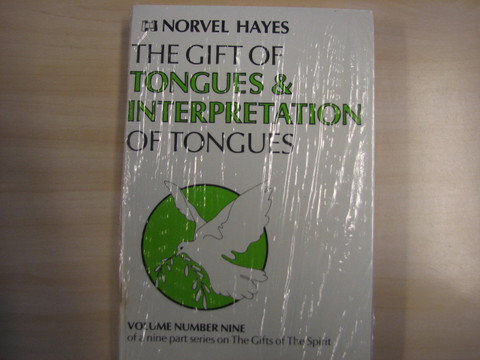 NORVEL HAYES
THE GIFT OF
TONGUES &
INTERPRETATION
OF TONGUES
VOLUME NUMBER NINE
of a nine part series on The Gifts of The Spirit